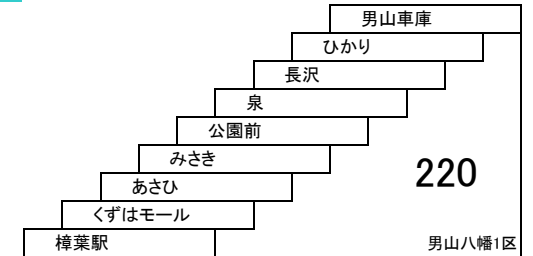 男山車庫
ひかり
長沢
泉
公園前
みさき
あさひ
220
くずはモール
樟葉駅
男山八幡1区